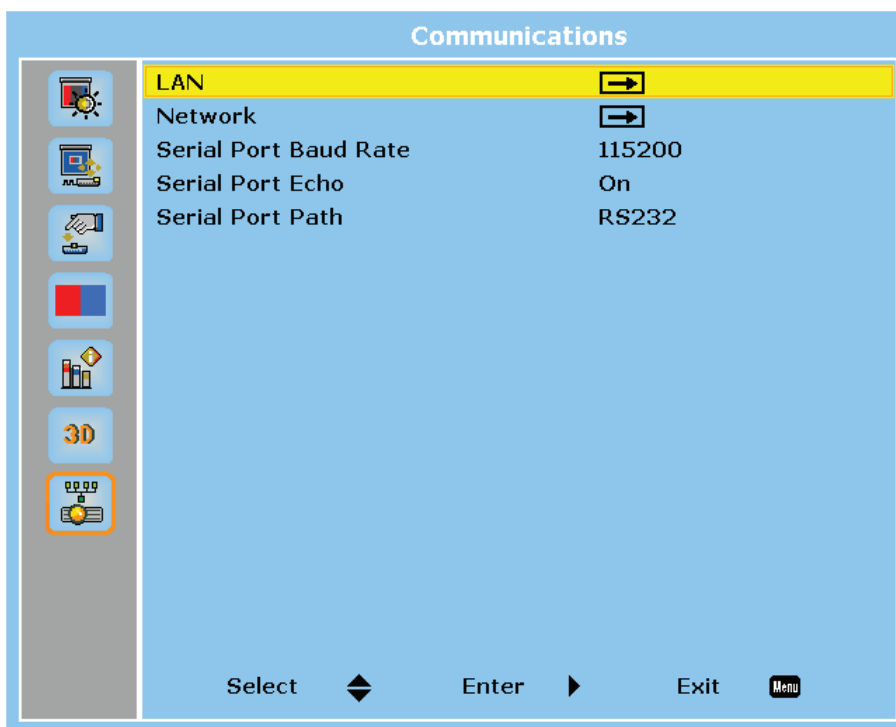 Communications
LAN
Network
Serial Port Baud Rate 115200
Serial Port Echo On
Serial Port Path RS232
3D
Select Enter Exit Menu